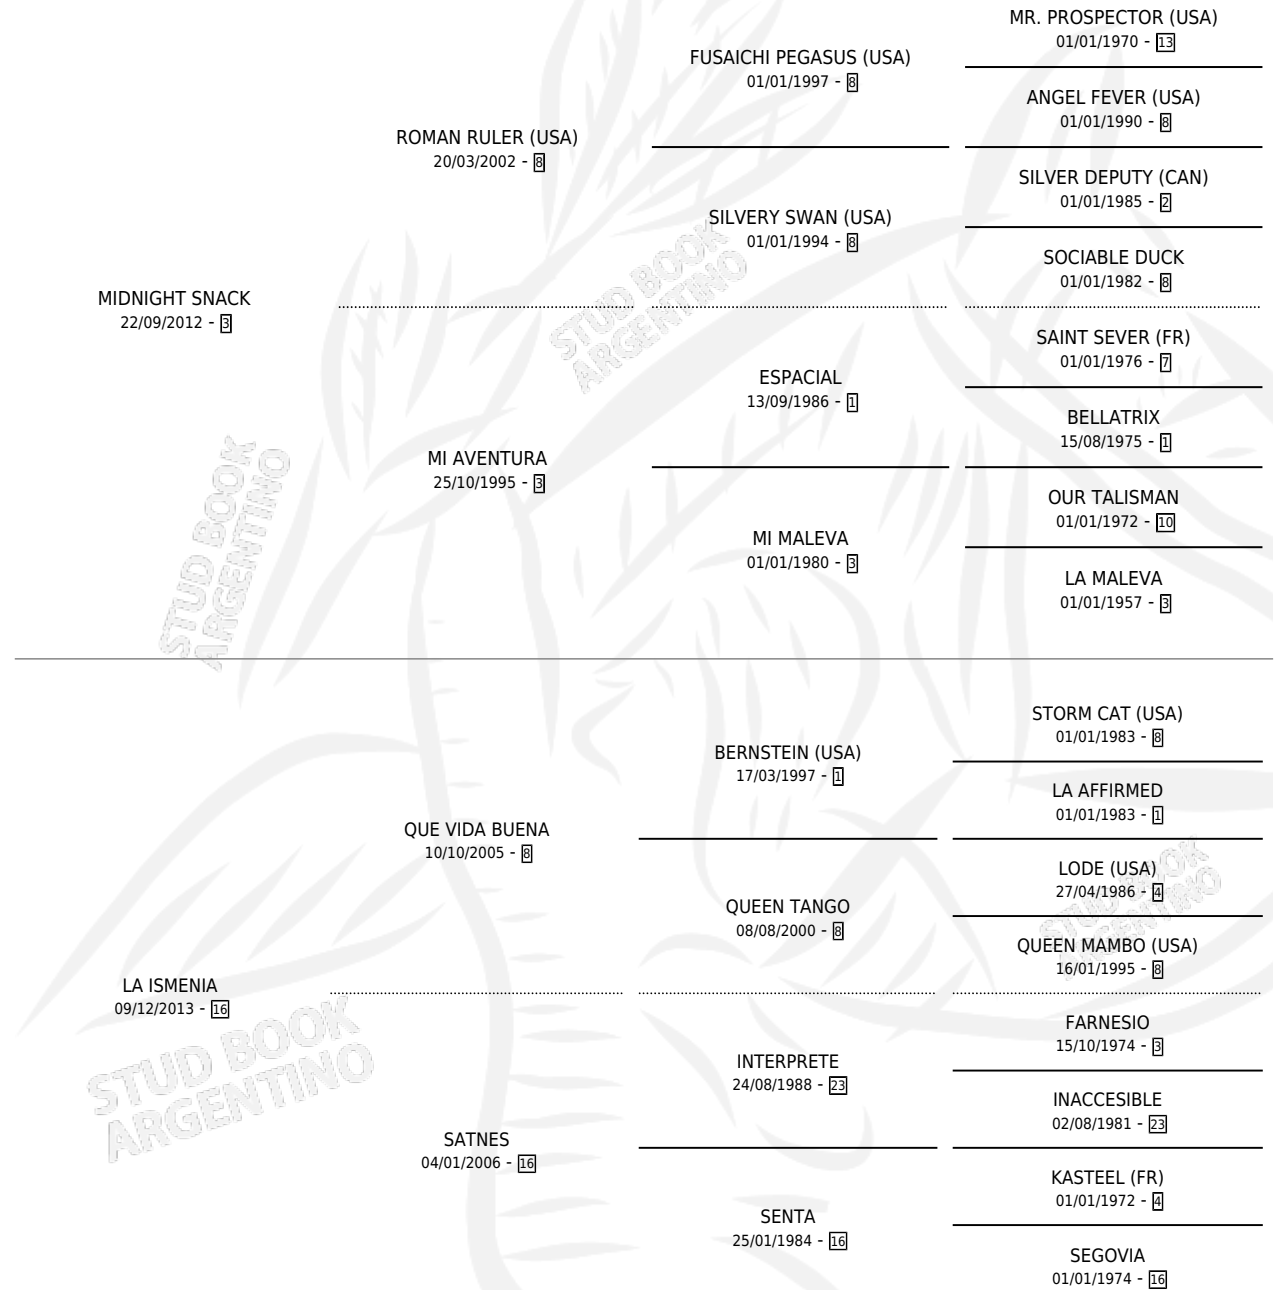 MR. PROSPECTOR (USA)
01/01/1970 - 13
FUSAICHI PEGASUS (USA)
01/01/1997 - 8
ANGEL FEVER (USA)
01/01/1990 - 8
ROMAN RULER (USA)
20/03/2002 - 8
SILVER DEPUTY (CAN)
01/01/1985 - 2
SILVERY SWAN (USA)
01/01/1994 - 8
SOCIABLE DUCK
01/01/1982 - 8
MIDNIGHT SNACK
22/09/2012 - 3
SAINT SEVER (FR)
01/01/1976 - 7
ESPACIAL
13/09/1986 - 1
BELLATRIX
15/08/1975 - 1
MI AVENTURA
25/10/1995 - 3
OUR TALISMAN
01/01/1972 - 10
MI MALEVA
01/01/1980 - 3
LA MALEVA
01/01/1957 - 3
STORM CAT (USA)
01/01/1983 - 8
BERNSTEIN (USA)
17/03/1997 - 1
LA AFFIRMED
01/01/1983 - 1
QUE VIDA BUENA
10/10/2005 - 8
LODE (USA)
27/04/1986 - 4
QUEEN TANGO
08/08/2000 - 8
QUEEN MAMBO (USA)
16/01/1995 - 8
LA ISMENIA
09/12/2013 - 16
FARNESIO
15/10/1974 - 3
INTERPRETE
24/08/1988 - 23
INACCESIBLE
02/08/1981 - 23
SATNES
04/01/2006 - 16
KASTEEL (FR)
01/01/1972 - 4
SENTA
25/01/1984 - 16
SEGOVIA
01/01/1974 - 16
STUD BOOK
ARGENTINO
STUD BOOK
ARGENTINO
STUD BOOK
ARGENTINO
STUD BOOK
ARGENTINO